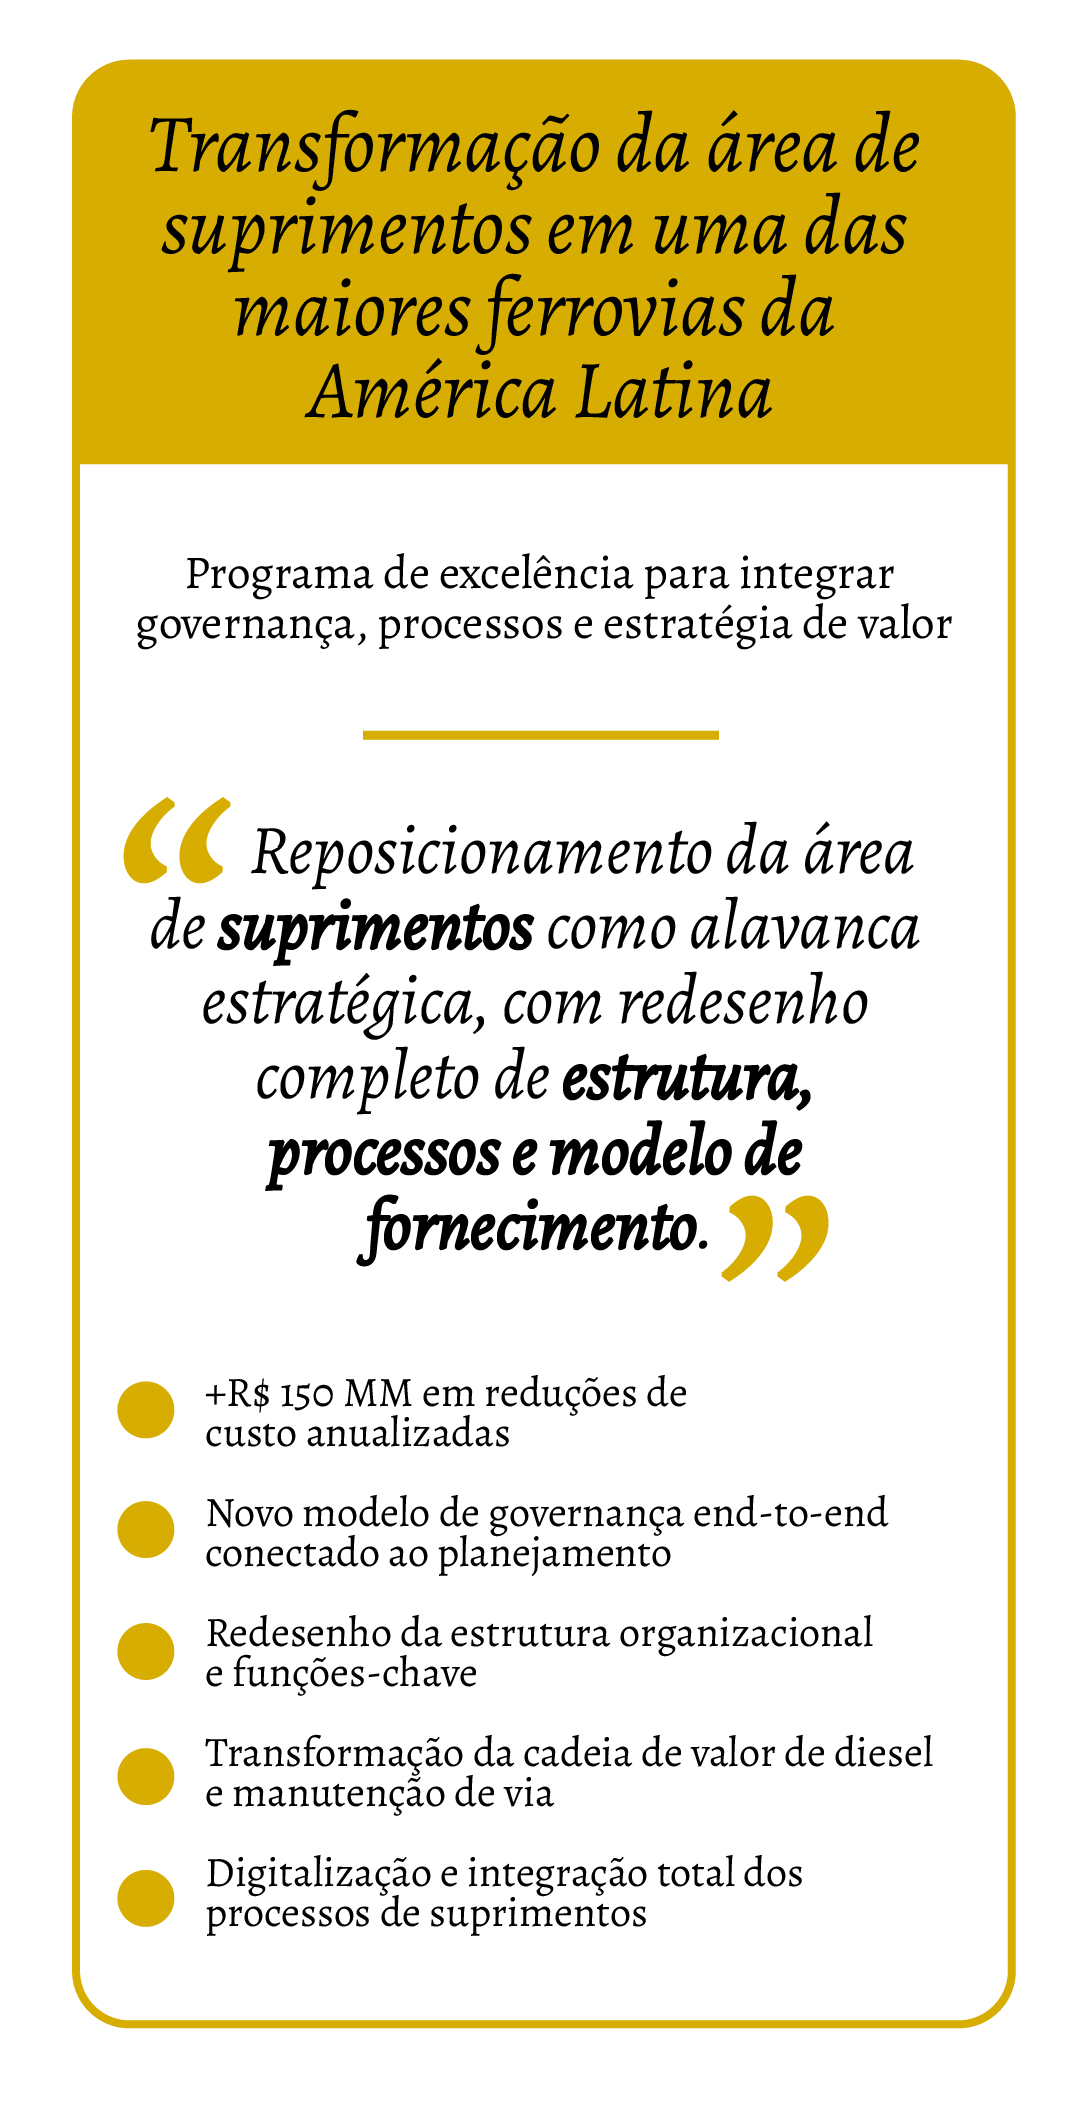 Transformação da área de
suprimentos em uma das
maiores ferrovias da
América Latina
Programa de excelência para integrar
governança, processos e estratégia de valor
“ Reposicionamento da área
de suprimentos como alavanca
estratégica, com redesenho
completo de estrutura,
processos e modelo de
fornecimento. ”
+R$ 150 MM em reduções de
custo anualizadas
Novo modelo de governança end-to-end
conectado ao planejamento
Redesenho da estrutura organizacional
e funções-chave
Transformação da cadeia de valor de diesel
e manutenção de via
Digitalização e integração total dos
processos de suprimentos